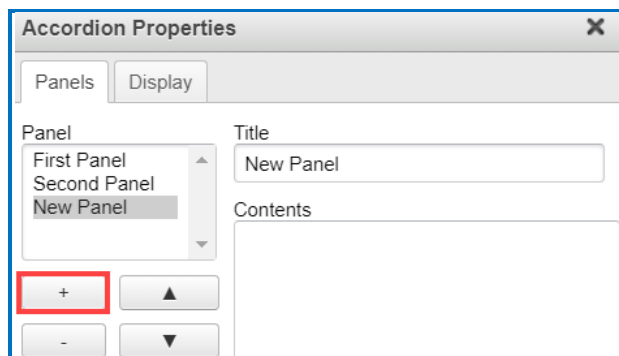 Accordion Properties ×
Panels Display
Panel
First Panel
Second Panel
New Panel
+ ▲
- ▼
Title
New Panel
Contents